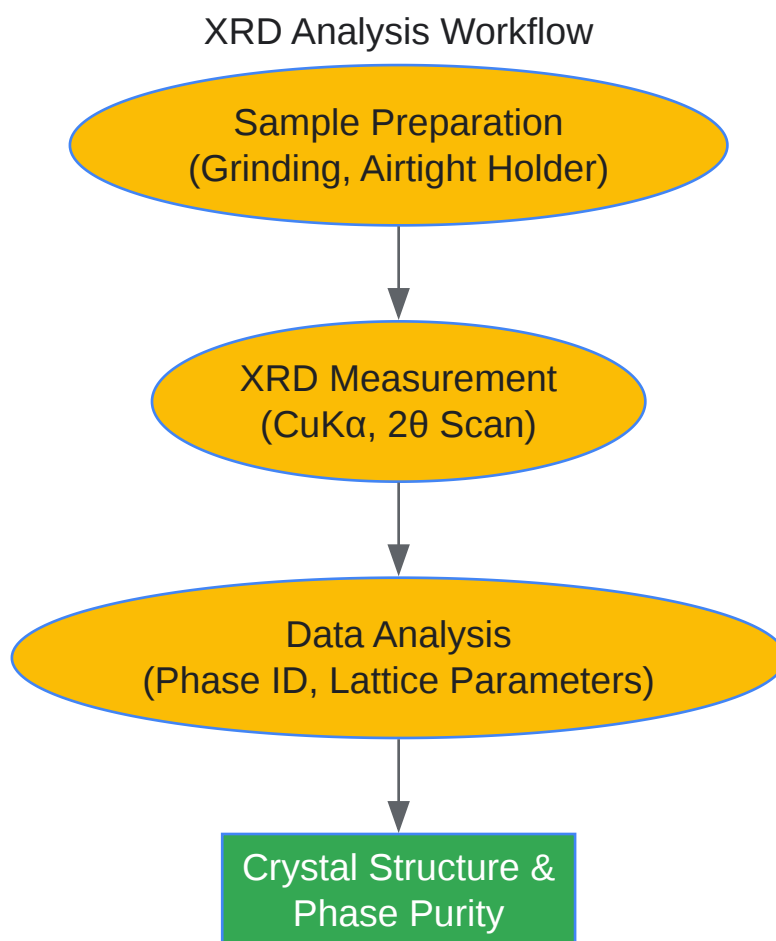 XRD Analysis Workflow
Sample Preparation
(Grinding, Airtight Holder)
XRD Measurement
(CuKα, 2θ Scan)
Data Analysis
(Phase ID, Lattice Parameters)
Crystal Structure &
Phase Purity